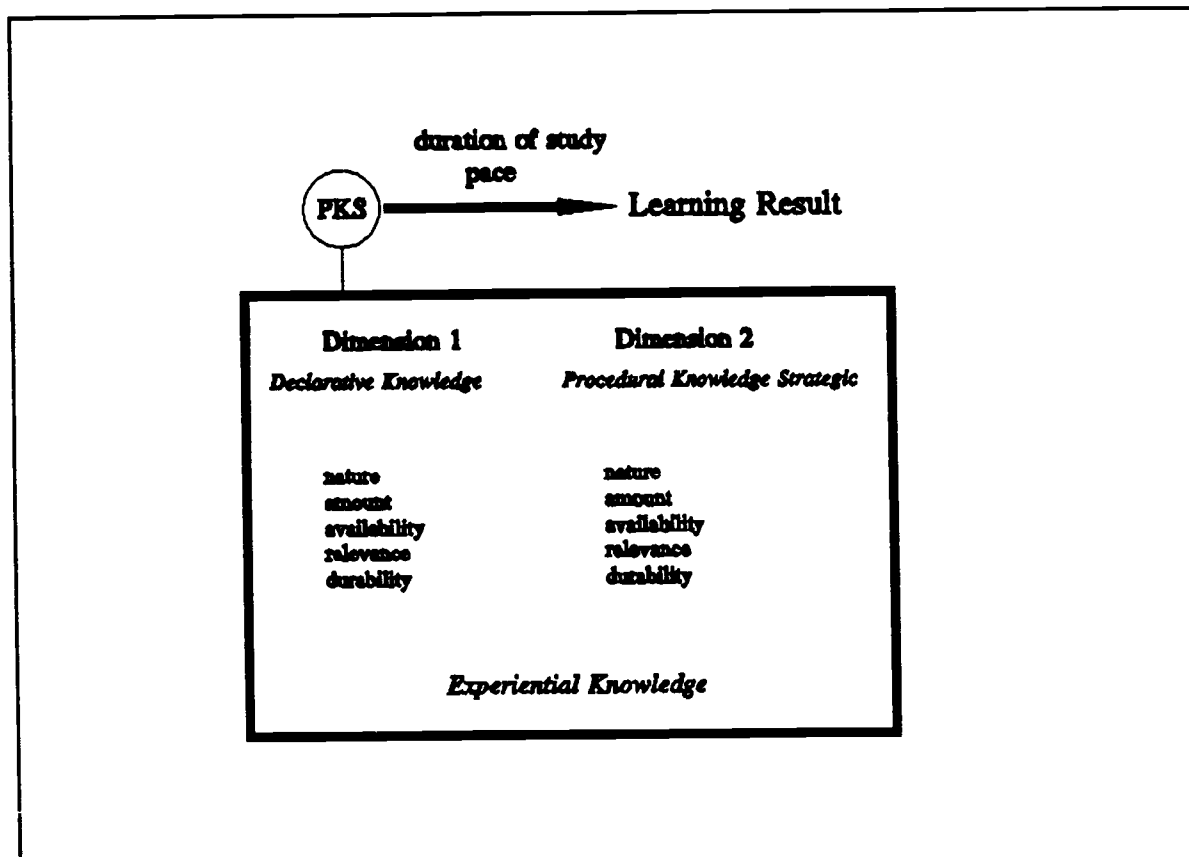 duration of study
pace
PKS
Learning Result
Dimension 1
Dimension 2
Declarative Knowledge
Procedural Knowledge Strategic
nature
amount
availability
relevance
durability
nature
amount
availability
relevance
durability
Experiential Knowledge